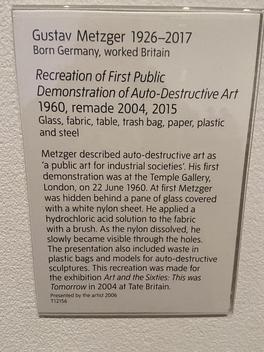 Gustav Metzger 1926–2017
Born Germany, worked Britain
Recreation of First Public
Demonstration of Auto-Destructive Art
1960, remade 2004, 2015
Glass, fabric, table, trash bag, paper, plastic
and steel
Metzger described auto-destructive art as
‘a public art for industrial societies’. His first
demonstration was at the Temple Gallery,
London, on 22 June 1960. At first Metzger
was hidden behind a pane of glass covered
with a white nylon sheet. He applied a
hydrochloric acid solution to the fabric
with a brush. As the nylon dissolved, he
slowly became visible through the holes.
The presentation also included waste in
plastic bags and models for auto-destructive
sculptures. This recreation was made for
the exhibition Art and the Sixties: This was
Tomorrow in 2004 at Tate Britain.
Presented by the artist 2006
T12156